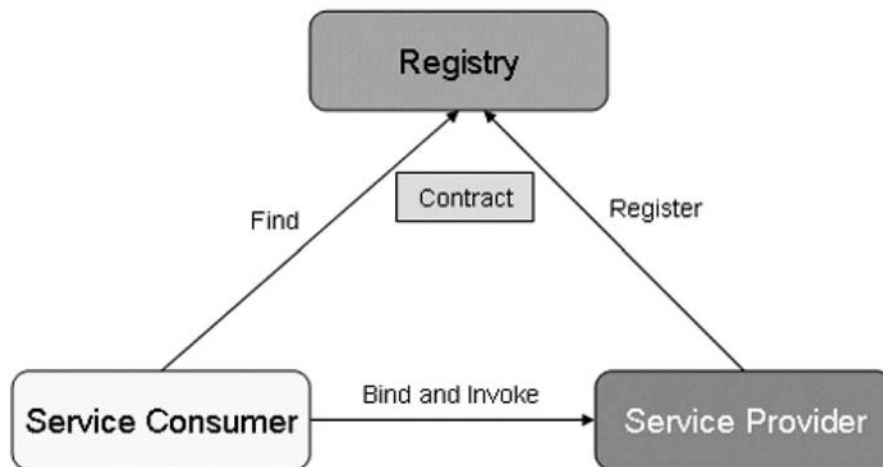 Registry
Contract
Find
Register
Bind and Invoke
Service Consumer
Service Provider